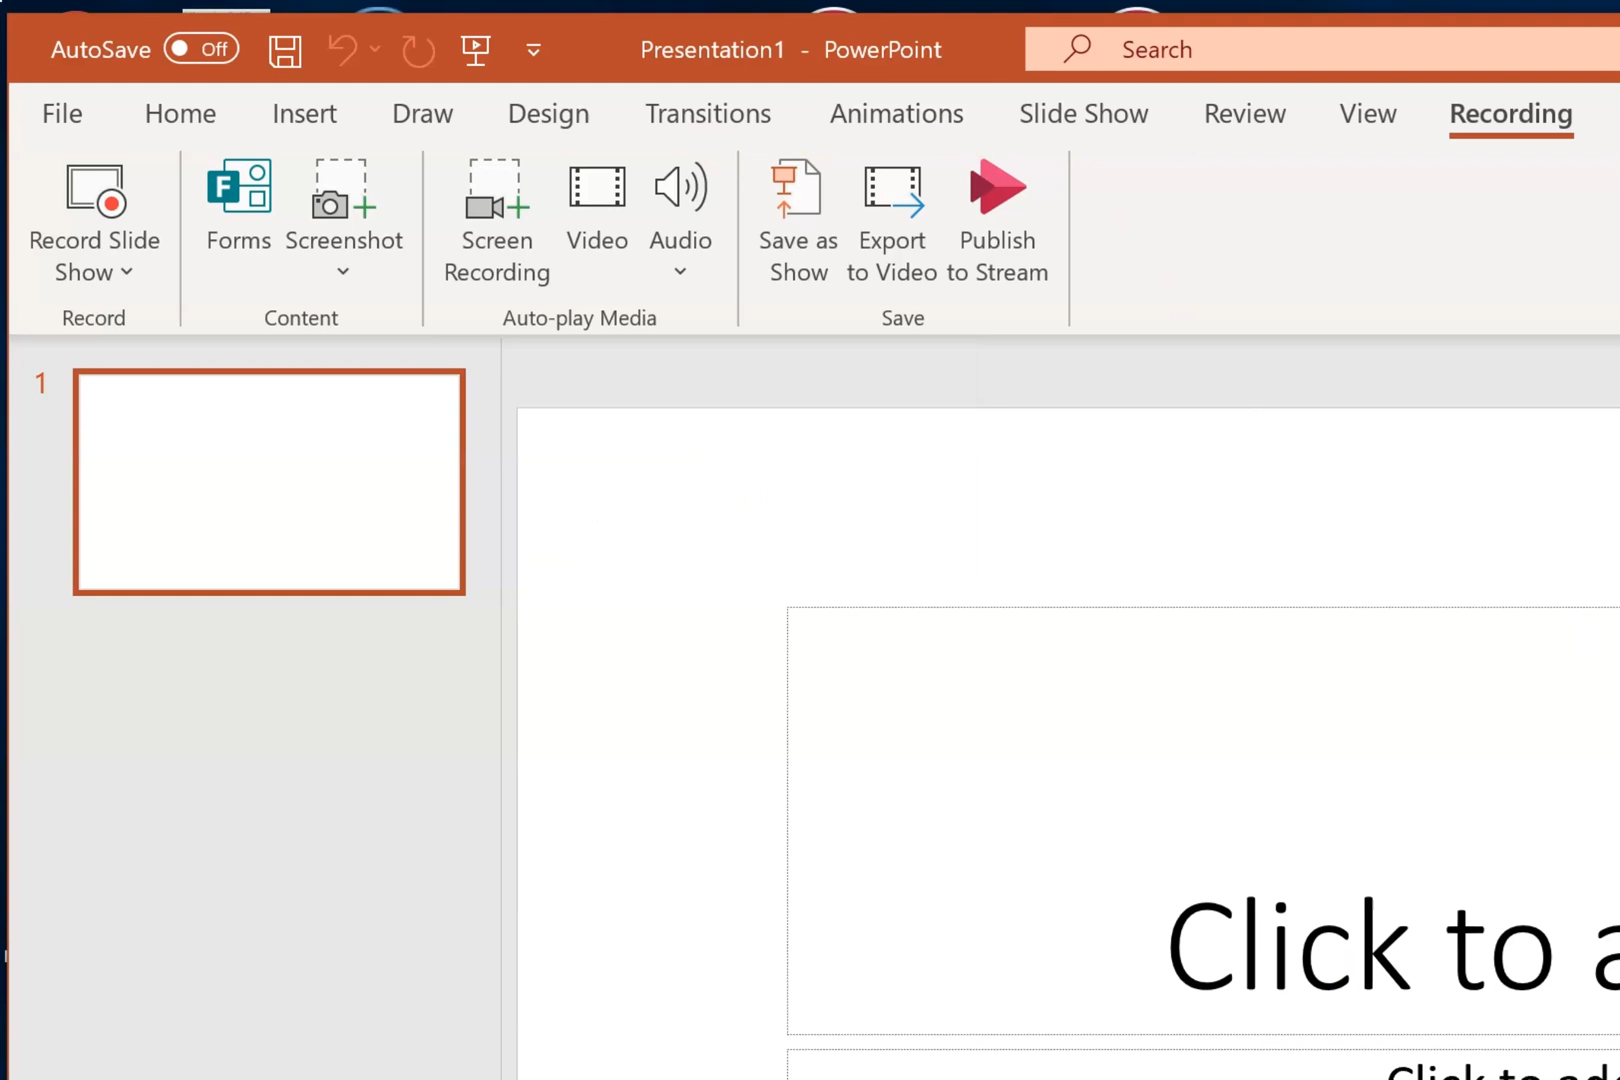 AutoSave Off Presentation1 - PowerPoint Search
File Home Insert Draw Design Transitions Animations Slide Show Review View Recording
Record Slide Show
Forms
Screenshot
Screen Recording
Video
Audio
Save as Show
Export to Video
Publish to Stream
Record Content Auto-play Media Save
1
Click to
Click to